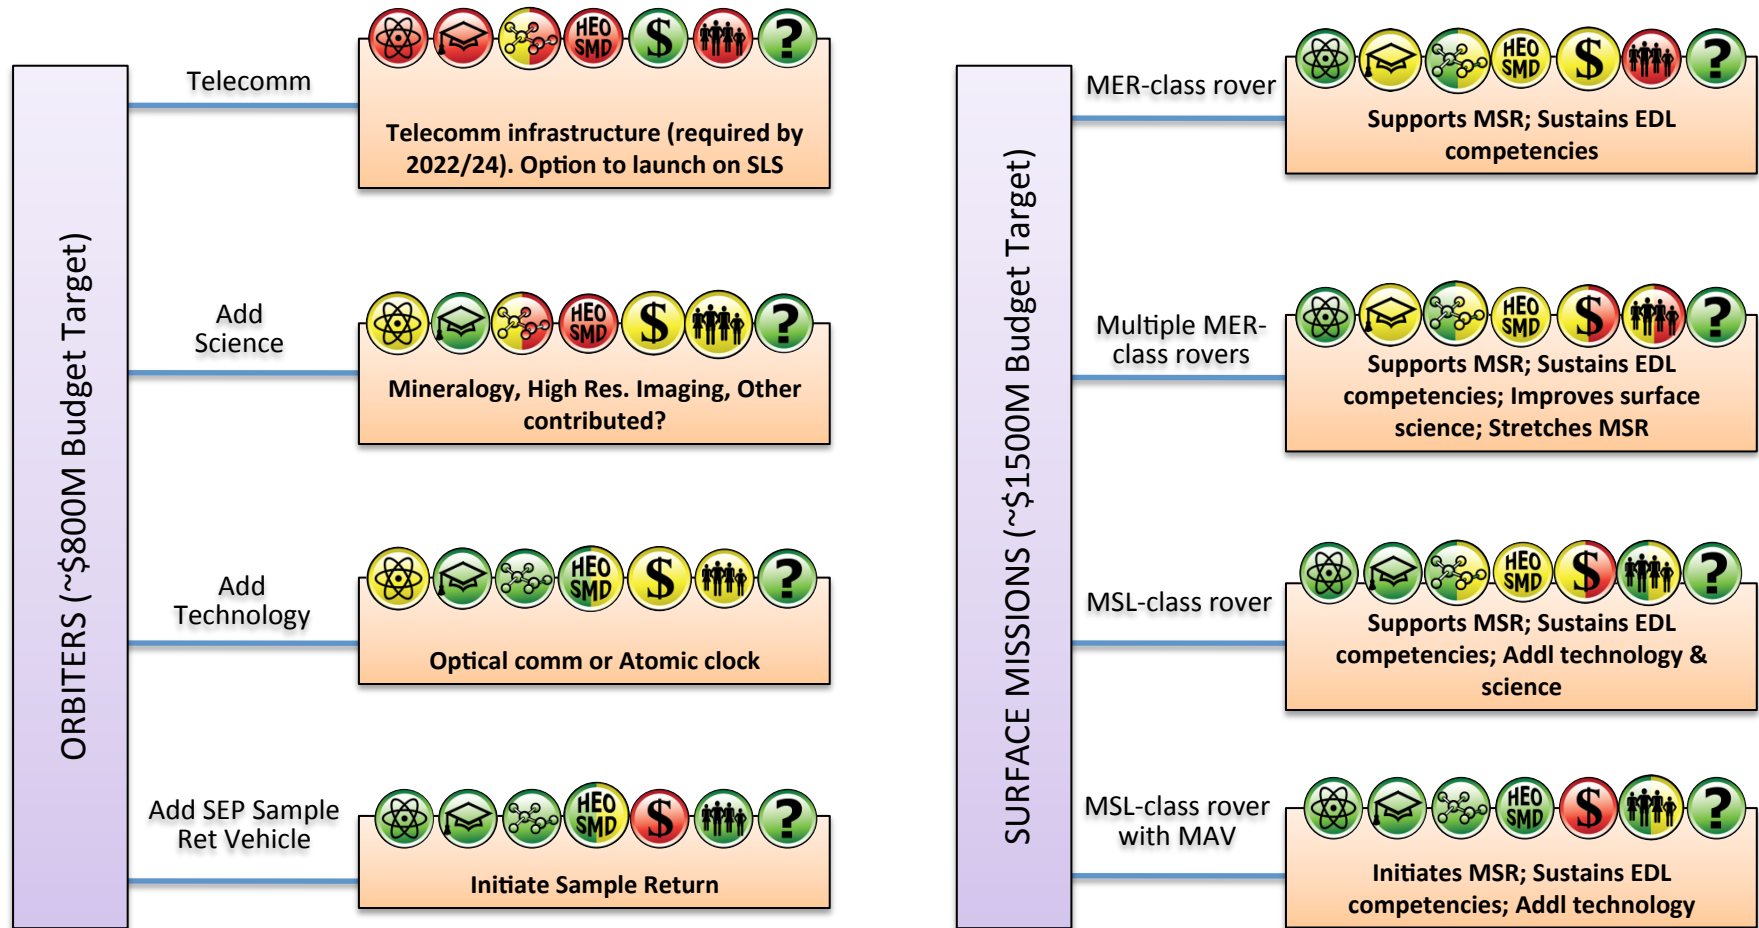 ORBITERS (~$800M Budget Target)
Telecomm
HEO
SMD
$
?
Telecomm infrastructure (required by
2022/24). Option to launch on SLS
Add
Science
HEO
SMD
$
?
Mineralogy, High Res. Imaging, Other
contributed?
Add
Technology
HEO
SMD
$
?
Optical comm or Atomic clock
Add SEP Sample
Ret Vehicle
HEO
SMD
$
?
Initiate Sample Return
SURFACE MISSIONS (~$1500M Budget Target)
MER-class rover
HEO
SMD
$
?
Supports MSR; Sustains EDL
competencies
Multiple MER-
class rovers
HEO
SMD
$
?
Supports MSR; Sustains EDL
competencies; Improves surface
science; Stretches MSR
MSL-class rover
HEO
SMD
$
?
Supports MSR; Sustains EDL
competencies; Addl technology &
science
MSL-class rover
with MAV
HEO
SMD
$
?
Initiates MSR; Sustains EDL
competencies; Addl technology